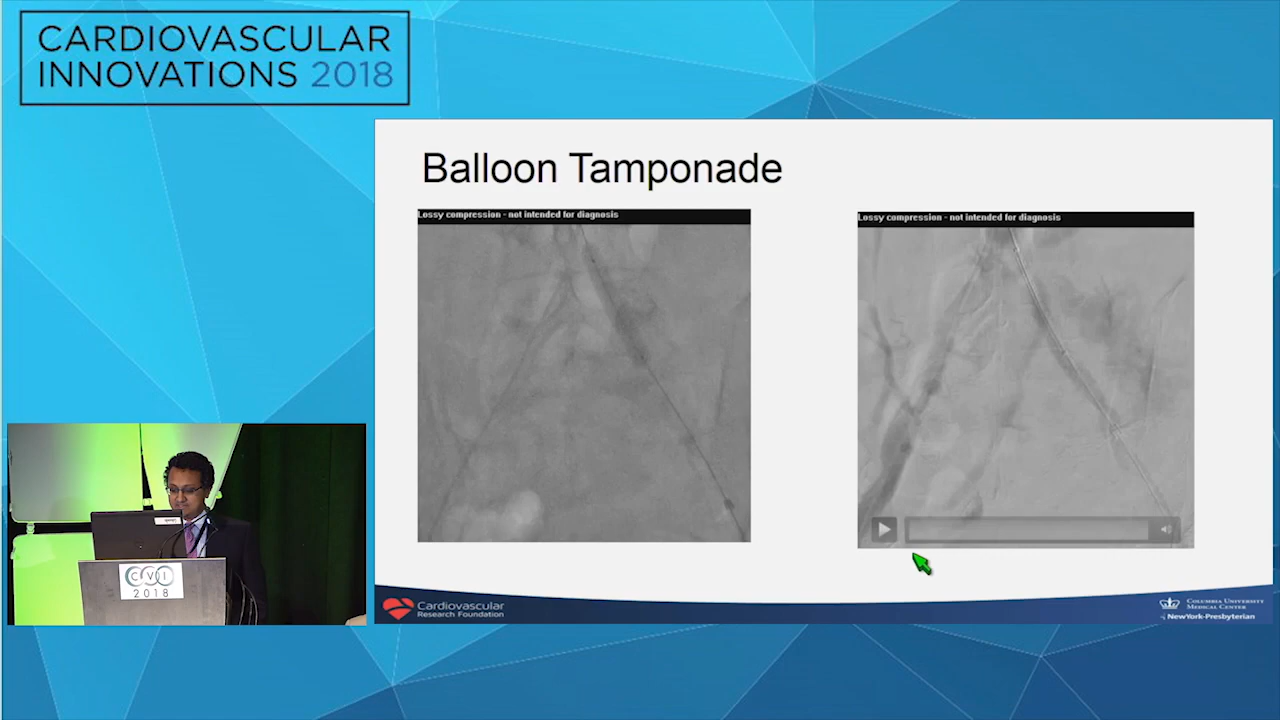 CARDIOVASCULAR
INNOVATIONS 2018
Balloon Tamponade
Lossy compression - not intended for diagnosis
Lossy compression - not intended for diagnosis
CVI
2018
Cardiovascular
Research Foundation
COLUMBIA UNIVERSITY
MEDICAL CENTER
NewYork-Presbyterian